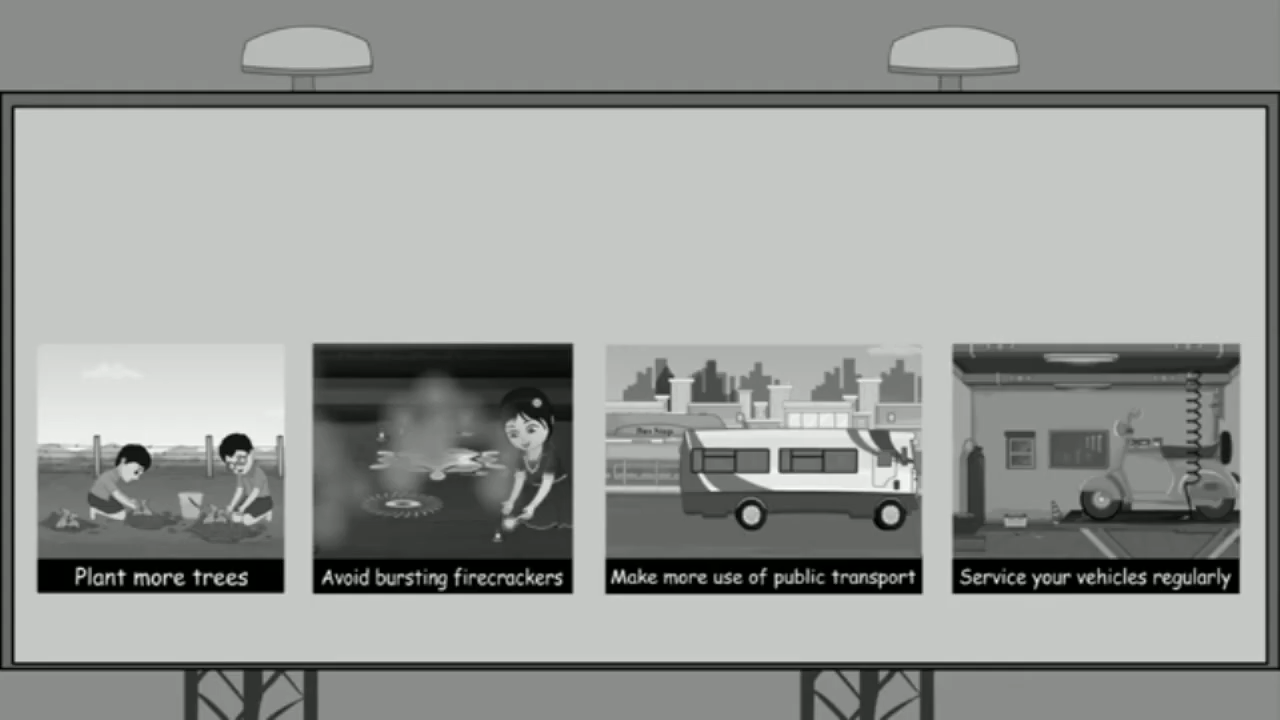 Plant more trees
Avoid bursting firecrackers
Make more use of public transport
Service your vehicles regularly